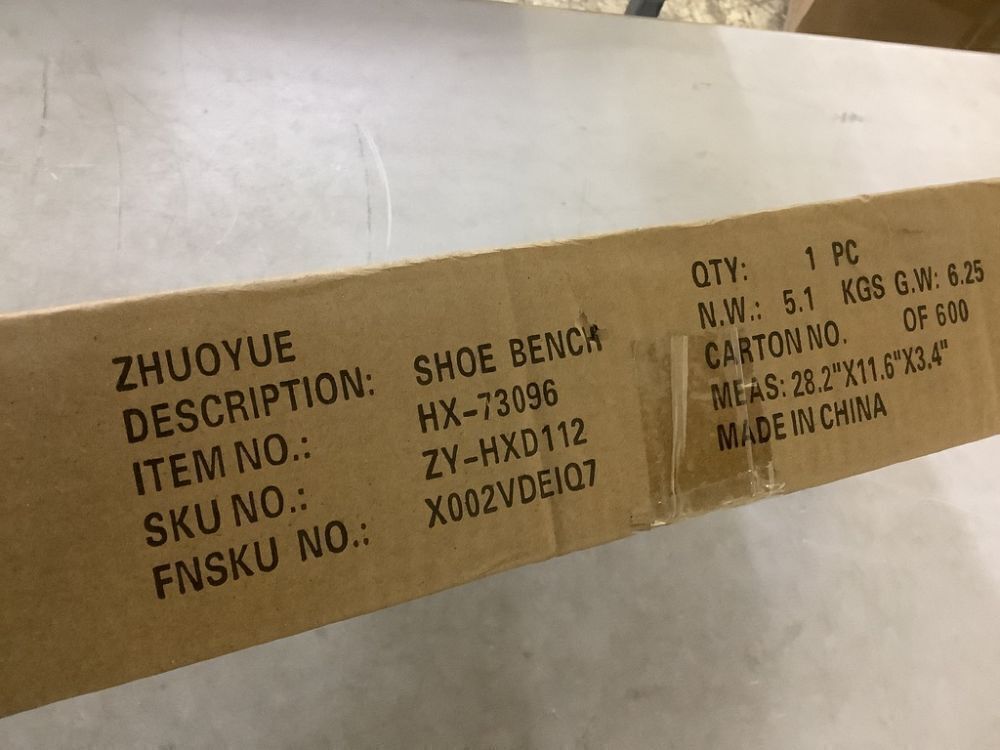 ZHUOYUE
DESCRIPTION: SHOE BENCH
ITEM NO.: HX-73096
SKU NO.: ZY-HXD112
FNSKU NO.: X002VDEIQ7
QTY: 1 PC
N.W.: 5.1 KGS G.W: 6.25
CARTON NO. OF 600
MEAS: 28.2"X11.6"X3.4"
MADE IN CHINA